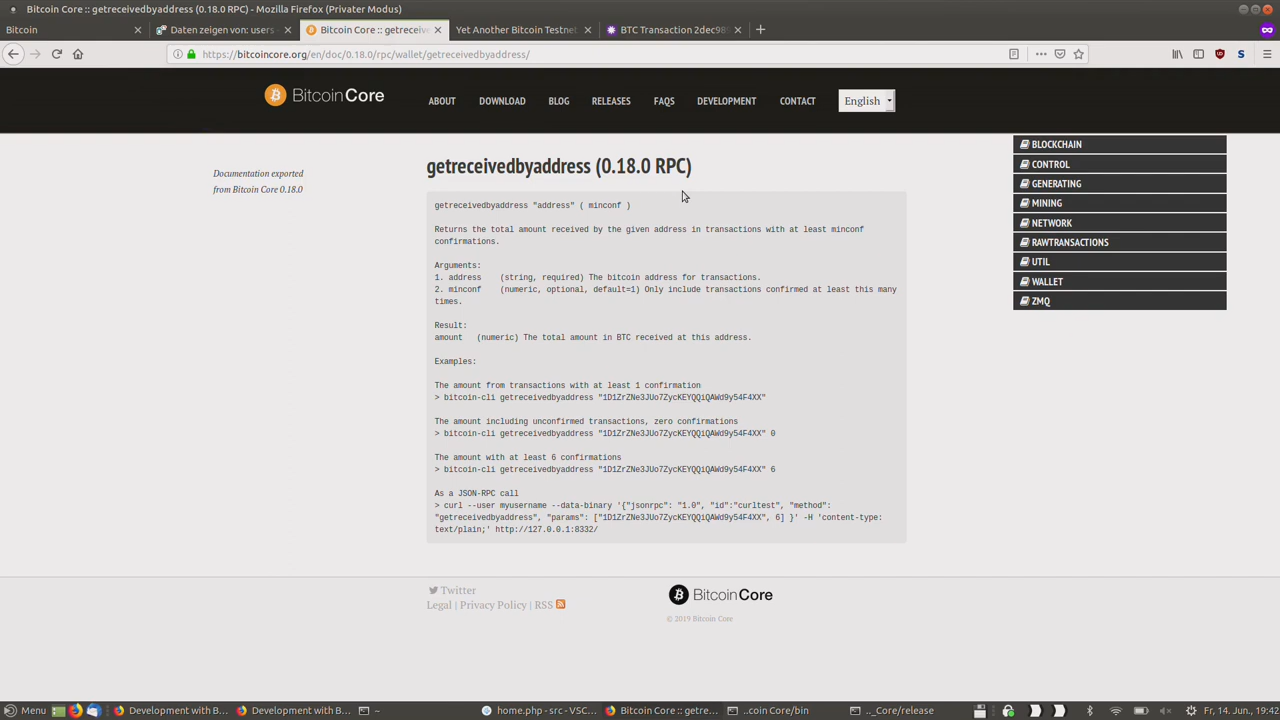 Bitcoin Core :: getreceivedbyaddress (0.18.0 RPC) - Mozilla Firefox (Privater Modus)
Bitcoin
Daten zeigen von: users
Bitcoin Core :: getreceive
Yet Another Bitcoin Testnet
BTC Transaction 2dec98
https://bitcoincore.org/en/doc/0.18.0/rpc/wallet/getreceivedbyaddress/
Bitcoin Core
ABOUT
DOWNLOAD
BLOG
RELEASES
FAQS
DEVELOPMENT
CONTACT
English
BLOCKCHAIN
CONTROL
GENERATING
MINING
NETWORK
RAWTRANSACTIONS
UTIL
WALLET
ZMQ
Documentation exported
from Bitcoin Core 0.18.0
getreceivedbyaddress (0.18.0 RPC)
getreceivedbyaddress "address" ( minconf )
Returns the total amount received by the given address in transactions with at least minconf
confirmations.
Arguments:
1. address    (string, required) The bitcoin address for transactions.
2. minconf    (numeric, optional, default=1) Only include transactions confirmed at least this many
times.
Result:
amount   (numeric) The total amount in BTC received at this address.
Examples:
The amount from transactions with at least 1 confirmation
> bitcoin-cli getreceivedbyaddress "1D1ZrZNe3JUo7ZycKEYQQiQAWd9y54F4XX"
The amount including unconfirmed transactions, zero confirmations
> bitcoin-cli getreceivedbyaddress "1D1ZrZNe3JUo7ZycKEYQQiQAWd9y54F4XX" 0
The amount with at least 6 confirmations
> bitcoin-cli getreceivedbyaddress "1D1ZrZNe3JUo7ZycKEYQQiQAWd9y54F4XX" 6
As a JSON-RPC call
> curl --user myusername --data-binary '{"jsonrpc": "1.0", "id":"curltest", "method":
"getreceivedbyaddress", "params": ["1D1ZrZNe3JUo7ZycKEYQQiQAWd9y54F4XX", 6] }' -H 'content-type:
text/plain;' http://127.0.0.1:8332/
Twitter
Legal | Privacy Policy | RSS
Bitcoin Core
© 2019 Bitcoin Core
Menu
Development with B...
Development with B...
~
home.php - src - VSC...
Bitcoin Core :: getre...
..coin Core/bin
.._Core/release
Fr, 14. Jun., 19:42